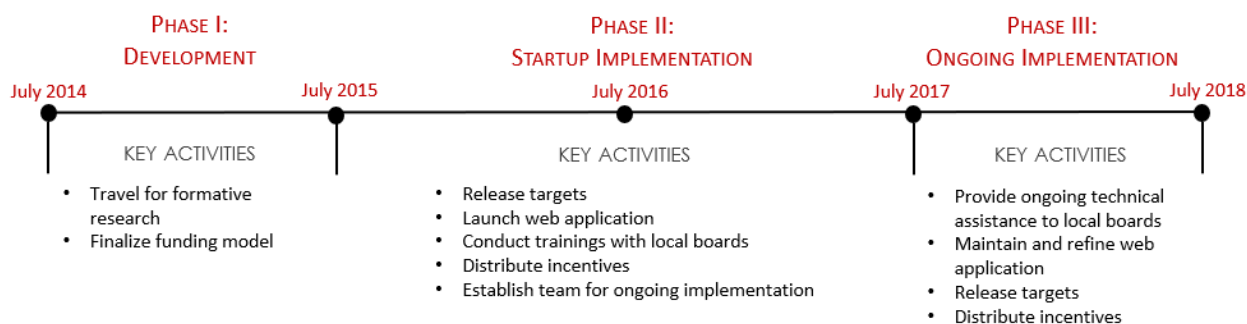 PHASE I:
DEVELOPMENT
PHASE II:
STARTUP IMPLEMENTATION
PHASE III:
ONGOING IMPLEMENTATION
July 2014
July 2015
July 2016
July 2017
July 2018
KEY ACTIVITIES
• Travel for formative
research
• Finalize funding model
KEY ACTIVITIES
• Release targets
• Launch web application
• Conduct trainings with local boards
• Distribute incentives
• Establish team for ongoing implementation
KEY ACTIVITIES
• Provide ongoing technical
assistance to local boards
• Maintain and refine web
application
• Release targets
• Distribute incentives